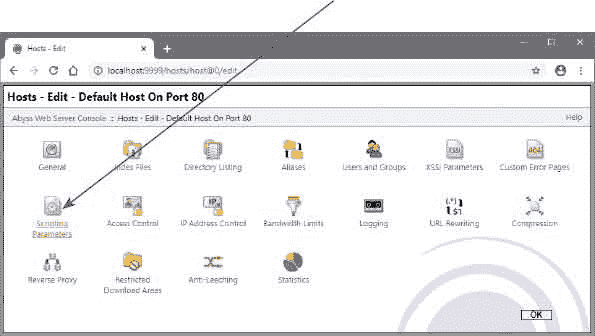 Hosts - Edit
localhost:9999/hosts/host@0/edit
Hosts - Edit - Default Host On Port 80
Abyss Web Server Console :: Hosts - Edit - Default Host On Port 80
Help
General
Index Files
Directory Listing
Aliases
Users and Groups
XSSI Parameters
Custom Error Pages
Scripting
Parameters
Access Control
IP Address Control
Bandwidth Limits
Logging
URL Rewriting
Compression
Reverse Proxy
Restricted
Download Areas
Anti-Leeching
Statistics
OK